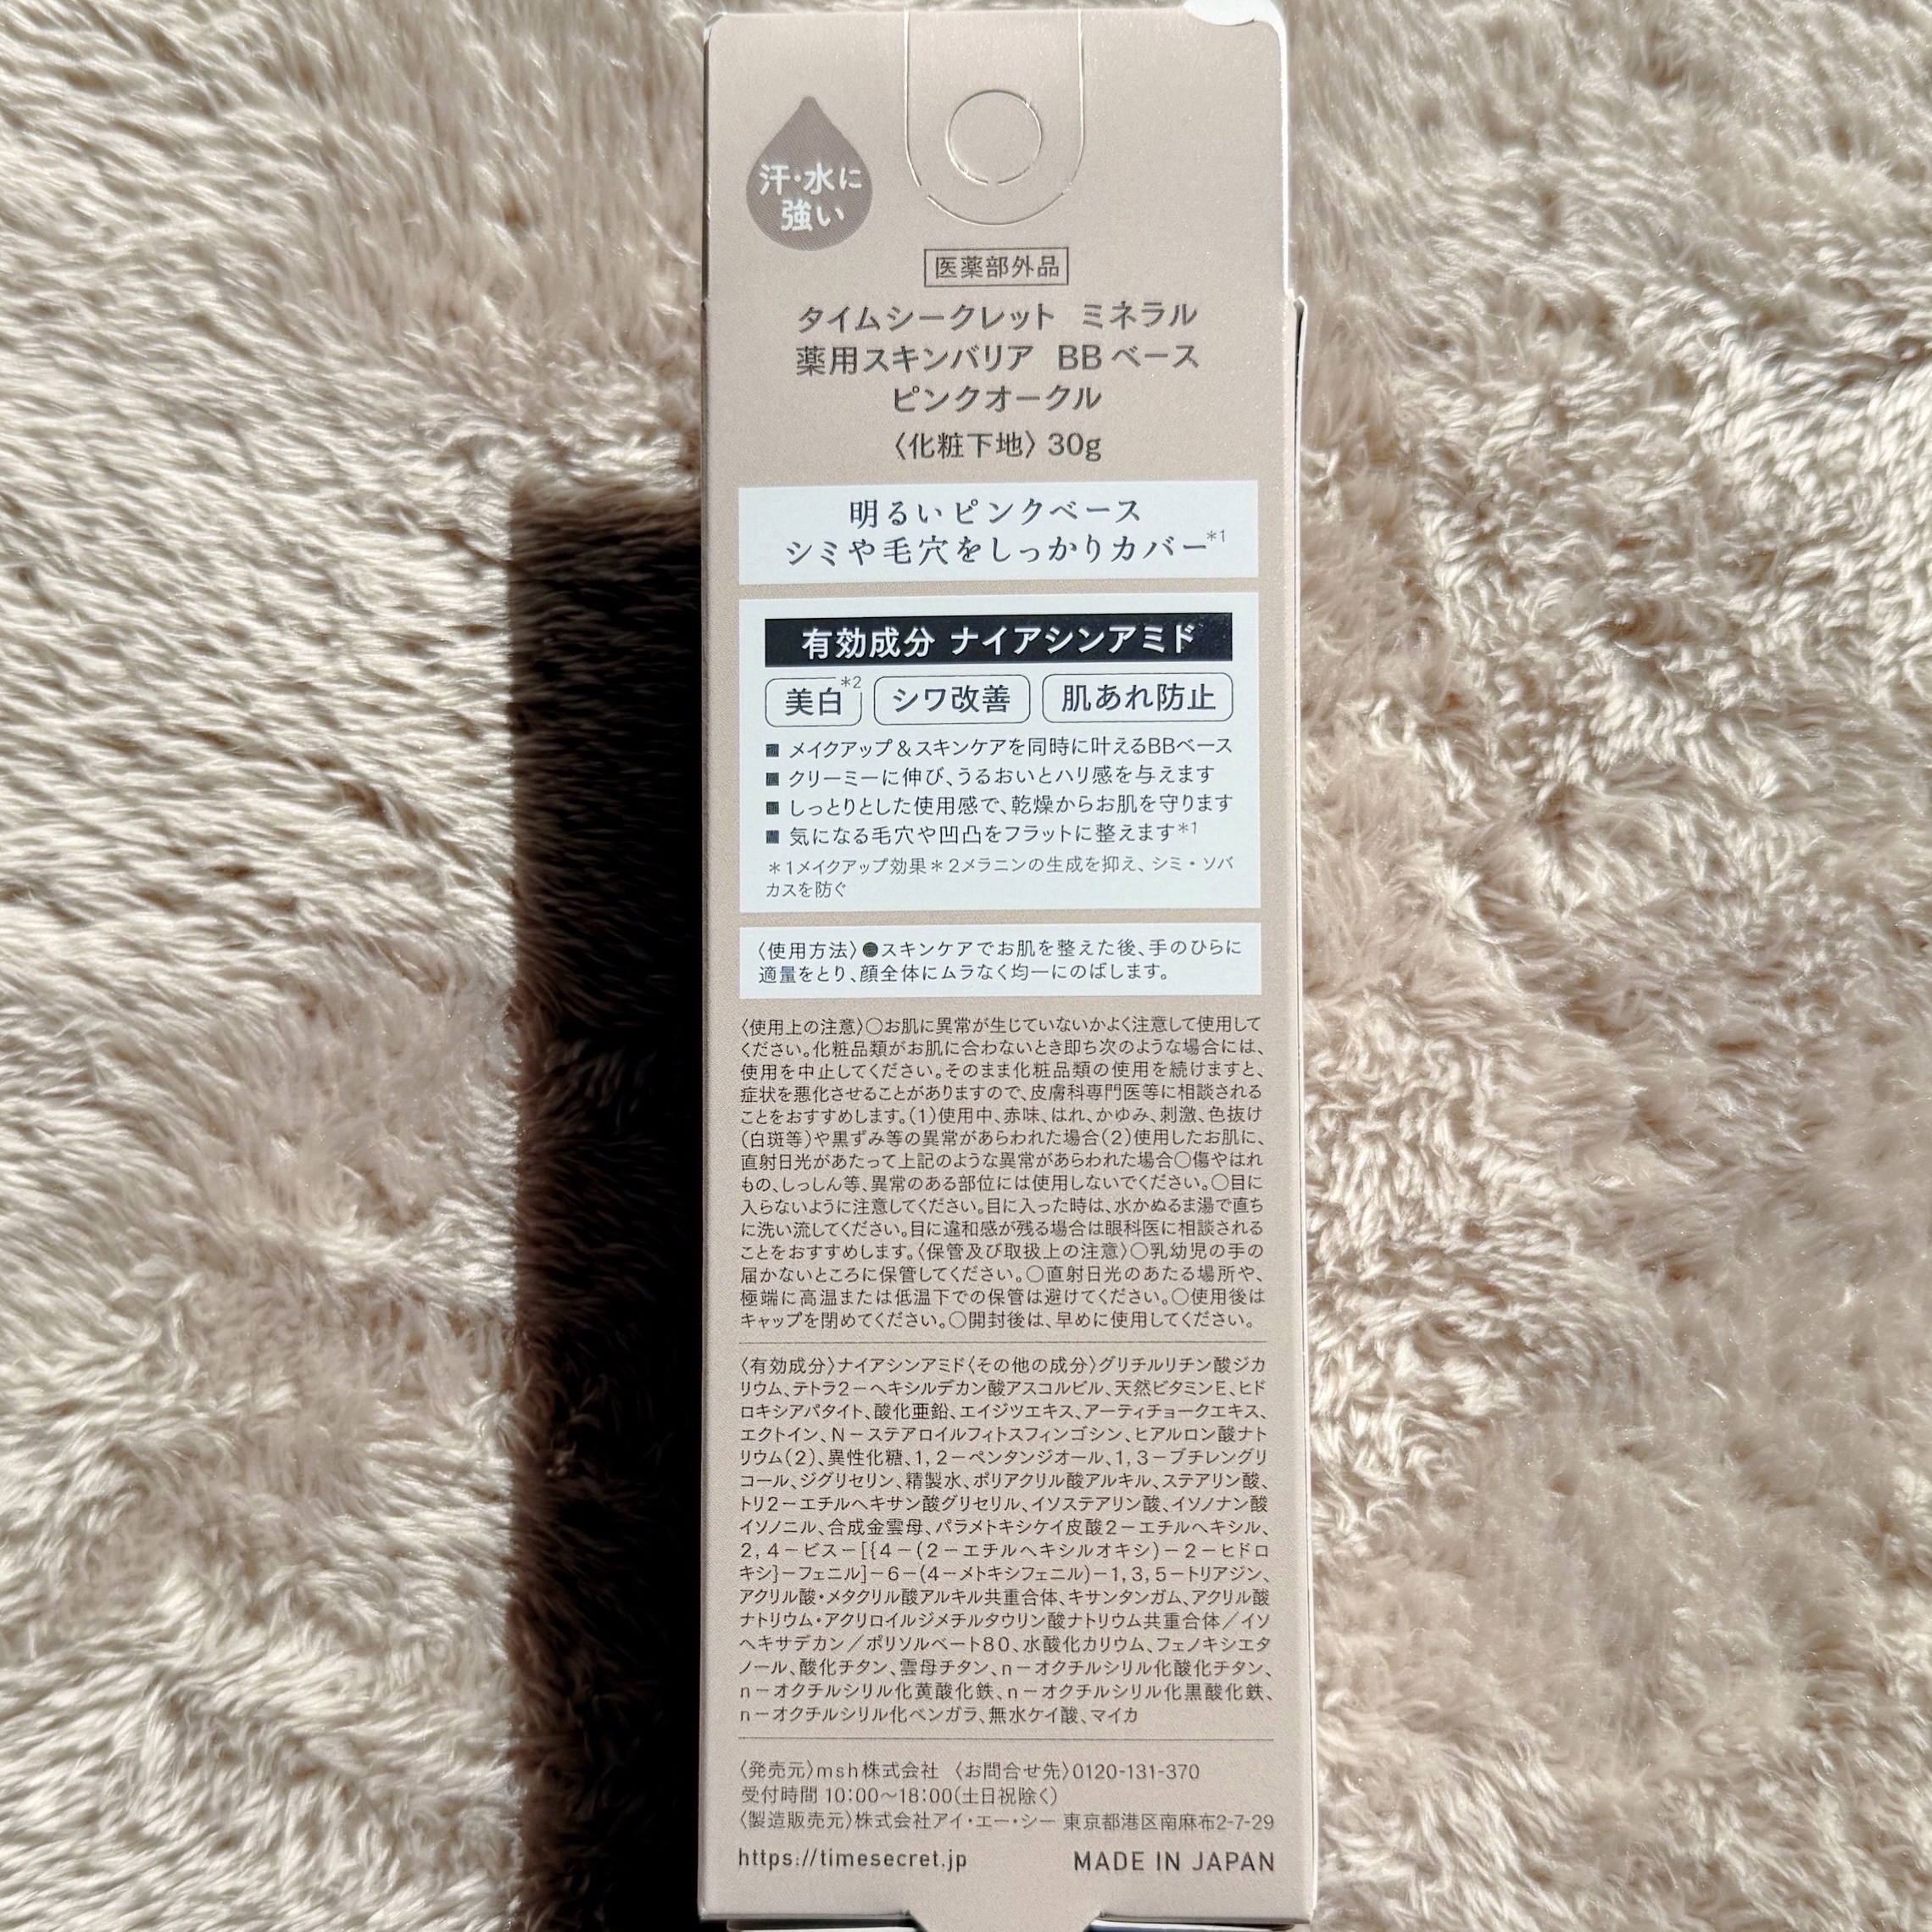 汗・水に
強い
医薬部外品
タイムシークレット ミネラル
薬用スキンバリア BBベース
ピンクオークル
〈化粧下地〉30g
明るいピンクベース
シミや毛穴をしっかりカバー*1
有効成分 ナイアシンアミド
美白*2 シワ改善 肌あれ防止
■ メイクアップ&スキンケアを同時に叶えるBBベース
■ クリーミーに伸び、うるおいとハリ感を与えます
■ しっとりとした使用感で、乾燥からお肌を守ります
■ 気になる毛穴や凹凸をフラットに整えます*1
*1メイクアップ効果*2メラニンの生成を抑え、シミ・ソバ
カスを防ぐ
〈使用方法〉●スキンケアでお肌を整えた後、手のひらに
適量をとり、顔全体にムラなく均一にのばします。
〈使用上の注意〉○お肌に異常が生じていないかよく注意して使用して
ください。化粧品類がお肌に合わないとき即ち次のような場合には、
使用を中止してください。そのまま化粧品類の使用を続けますと、
症状を悪化させることがありますので、皮膚科専門医等に相談される
ことをおすすめします。(1)使用中、赤味、はれ、かゆみ、刺激、色抜け
(白斑等)や黒ずみ等の異常があらわれた場合(2)使用したお肌に、
直射日光があたって上記のような異常があらわれた場合○傷やはれ
もの、しっしん等、異常のある部位には使用しないでください。○目に
入らないように注意してください。目に入った時は、水かぬるま湯で直ち
に洗い流してください。目に違和感が残る場合は眼科医に相談される
ことをおすすめします。〈保管及び取扱上の注意〉○乳幼児の手の
届かないところに保管してください。○直射日光のあたる場所や、
極端に高温または低温下での保管は避けてください。○使用後は
キャップを閉めてください。○開封後は、早めに使用してください。
〈有効成分〉ナイアシンアミド〈その他の成分〉グリチルリチン酸ジカ
リウム、テトラ2-ヘキシルデカン酸アスコルビル、天然ビタミンE、ヒド
ロキシアパタイト、酸化亜鉛、エイジツエキス、アーティチョークエキス、
エクトイン、N-ステアロイルフィトスフィンゴシン、ヒアルロン酸ナト
リウム(2)、異性化糖、1,2-ペンタンジオール、1,3-ブチレングリ
コール、ジグリセリン、精製水、ポリアクリル酸アルキル、ステアリン酸、
トリ2-エチルヘキサン酸グリセリル、イソステアリン酸、イソノナン酸
イソノニル、合成金雲母、パラメトキシケイ皮酸2-エチルヘキシル、
2,4-ビス-[{4-(2-エチルヘキシルオキシ)-2-ヒドロ
キシ}-フェニル]-6-(4-メトキシフェニル)-1,3,5-トリアジン、
アクリル酸・メタクリル酸アルキル共重合体、キサンタンガム、アクリル酸
ナトリウム・アクリロイルジメチルタウリン酸ナトリウム共重合体/イソ
ヘキサデカン/ポリソルベート80、水酸化カリウム、フェノキシエタ
ノール、酸化チタン、雲母チタン、n-オクチルシリル化酸化チタン、
n-オクチルシリル化黄酸化鉄、n-オクチルシリル化黒酸化鉄、
n-オクチルシリル化ベンガラ、無水ケイ酸、マイカ
〈発売元〉msh株式会社 〈お問合せ先〉0120-131-370
受付時間 10:00〜18:00(土日祝除く)
〈製造販売元〉株式会社アイ・エー・シー 東京都港区南麻布2-7-29
https://timesecret.jp MADE IN JAPAN